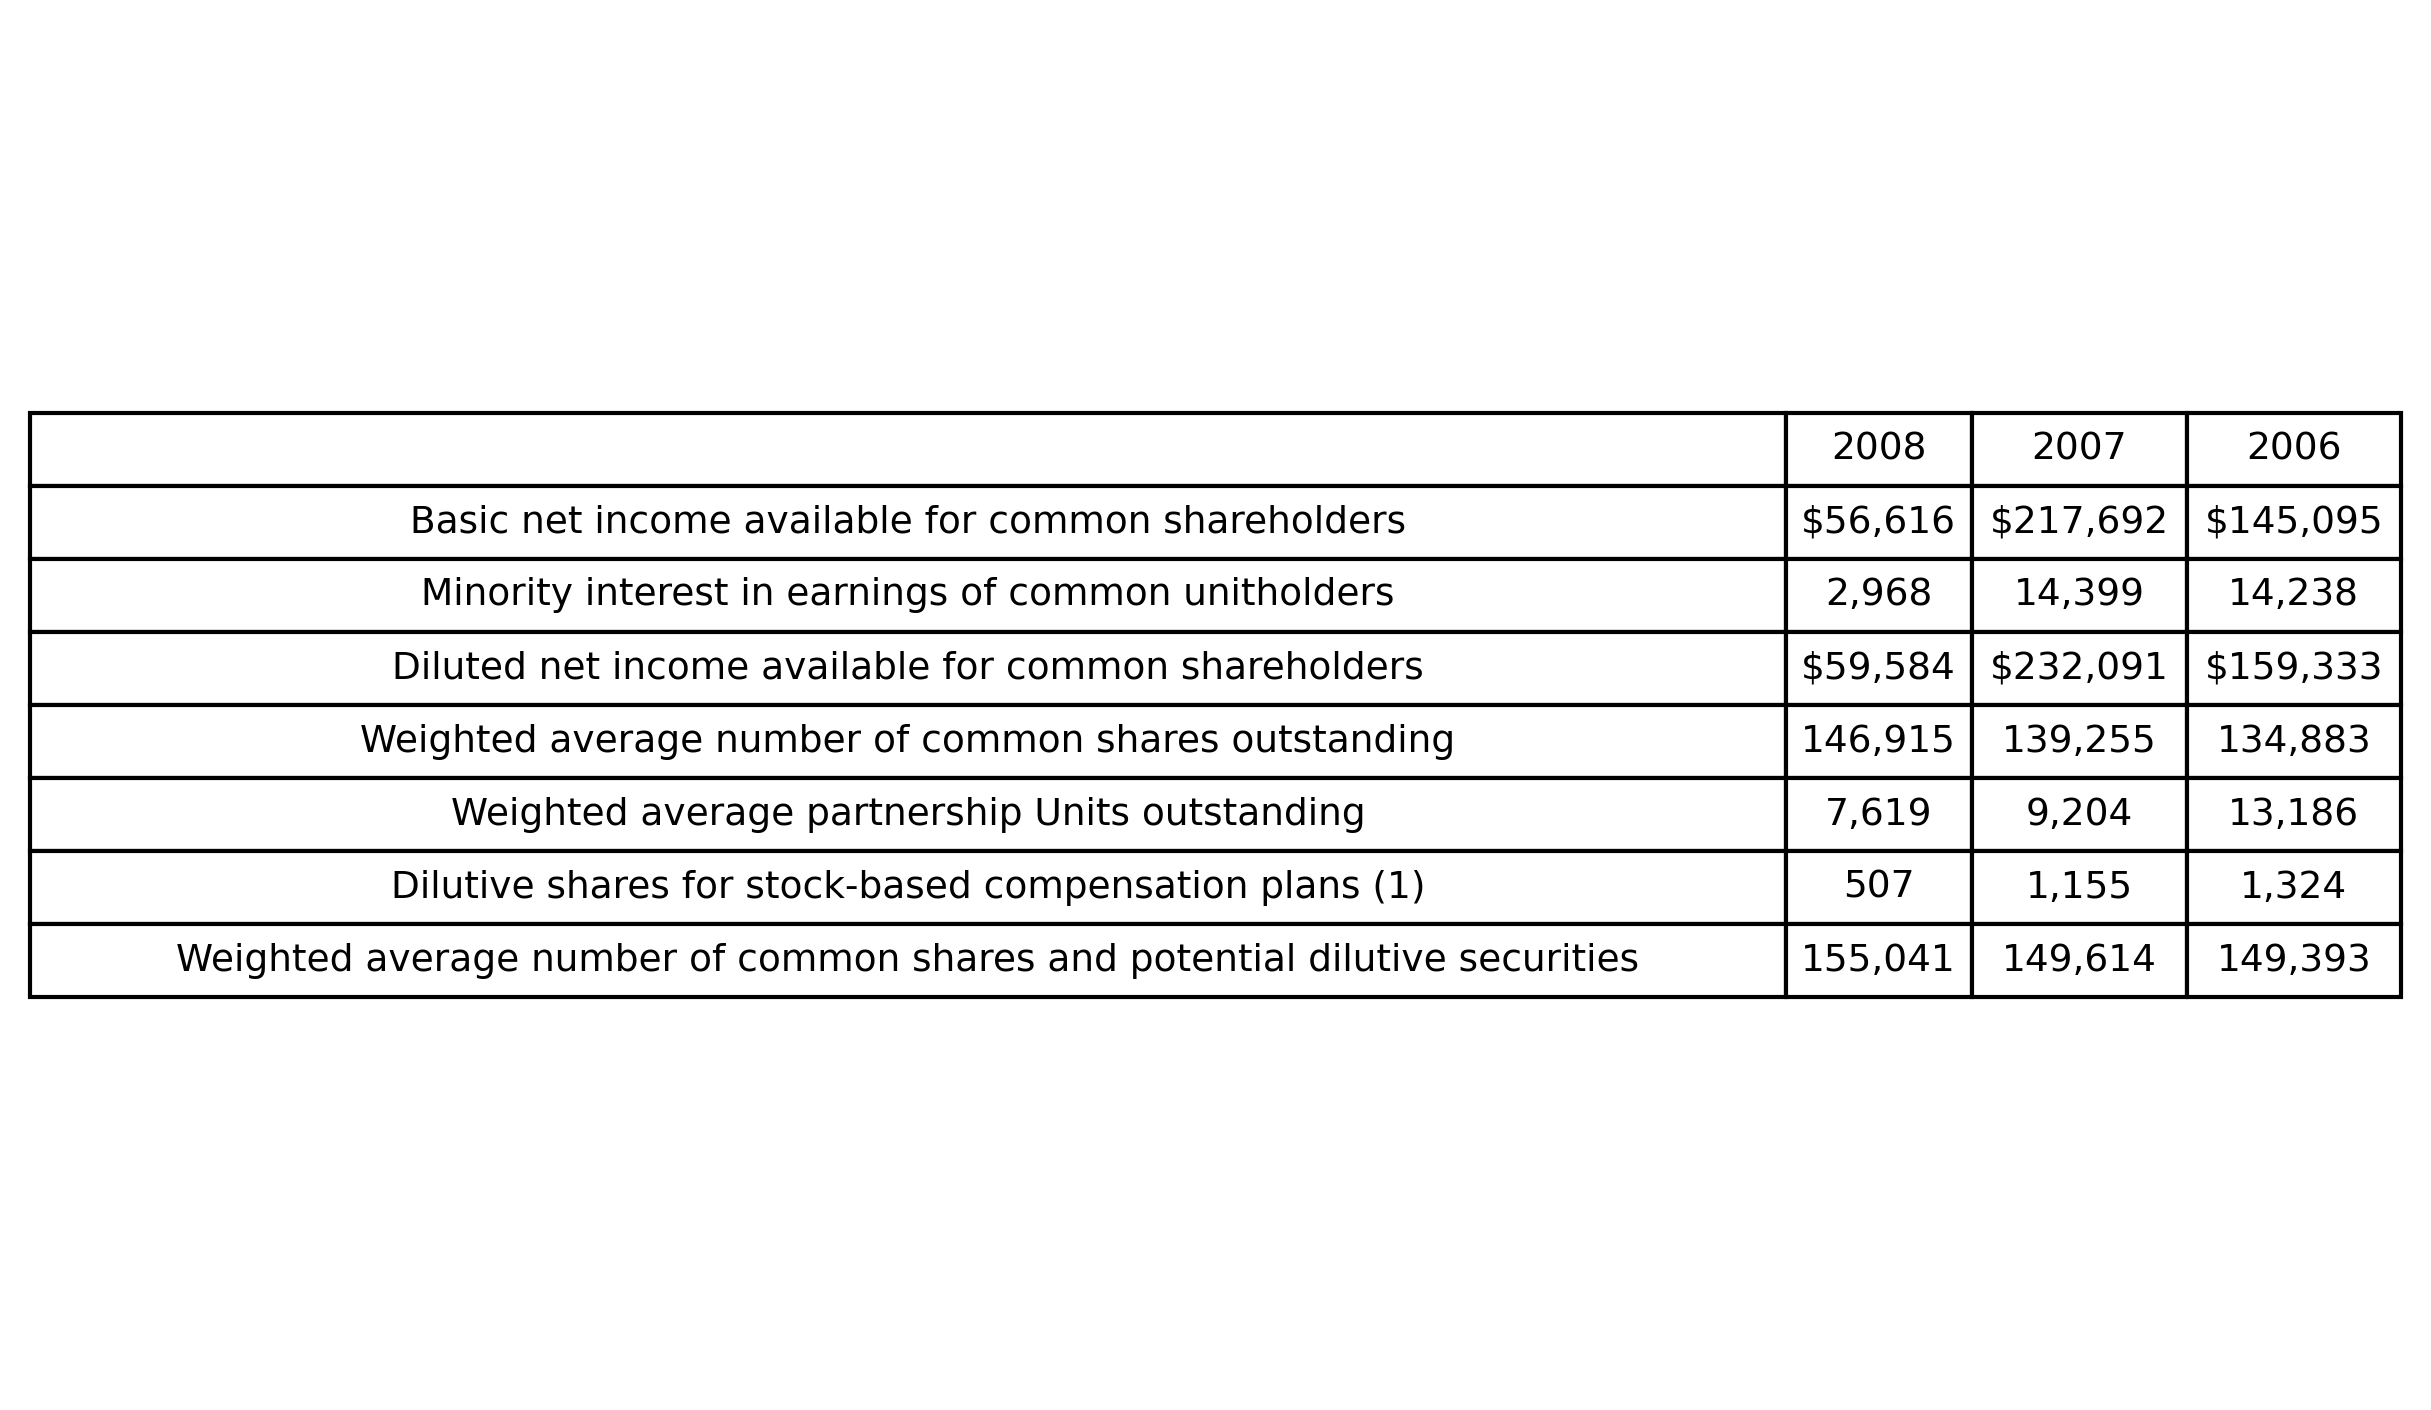 2008 2007 2006
Basic net income available for common shareholders $56,616 $217,692 $145,095
Minority interest in earnings of common unitholders 2,968 14,399 14,238
Diluted net income available for common shareholders $59,584 $232,091 $159,333
Weighted average number of common shares outstanding 146,915 139,255 134,883
Weighted average partnership Units outstanding 7,619 9,204 13,186
Dilutive shares for stock-based compensation plans (1) 507 1,155 1,324
Weighted average number of common shares and potential dilutive securities 155,041 149,614 149,393